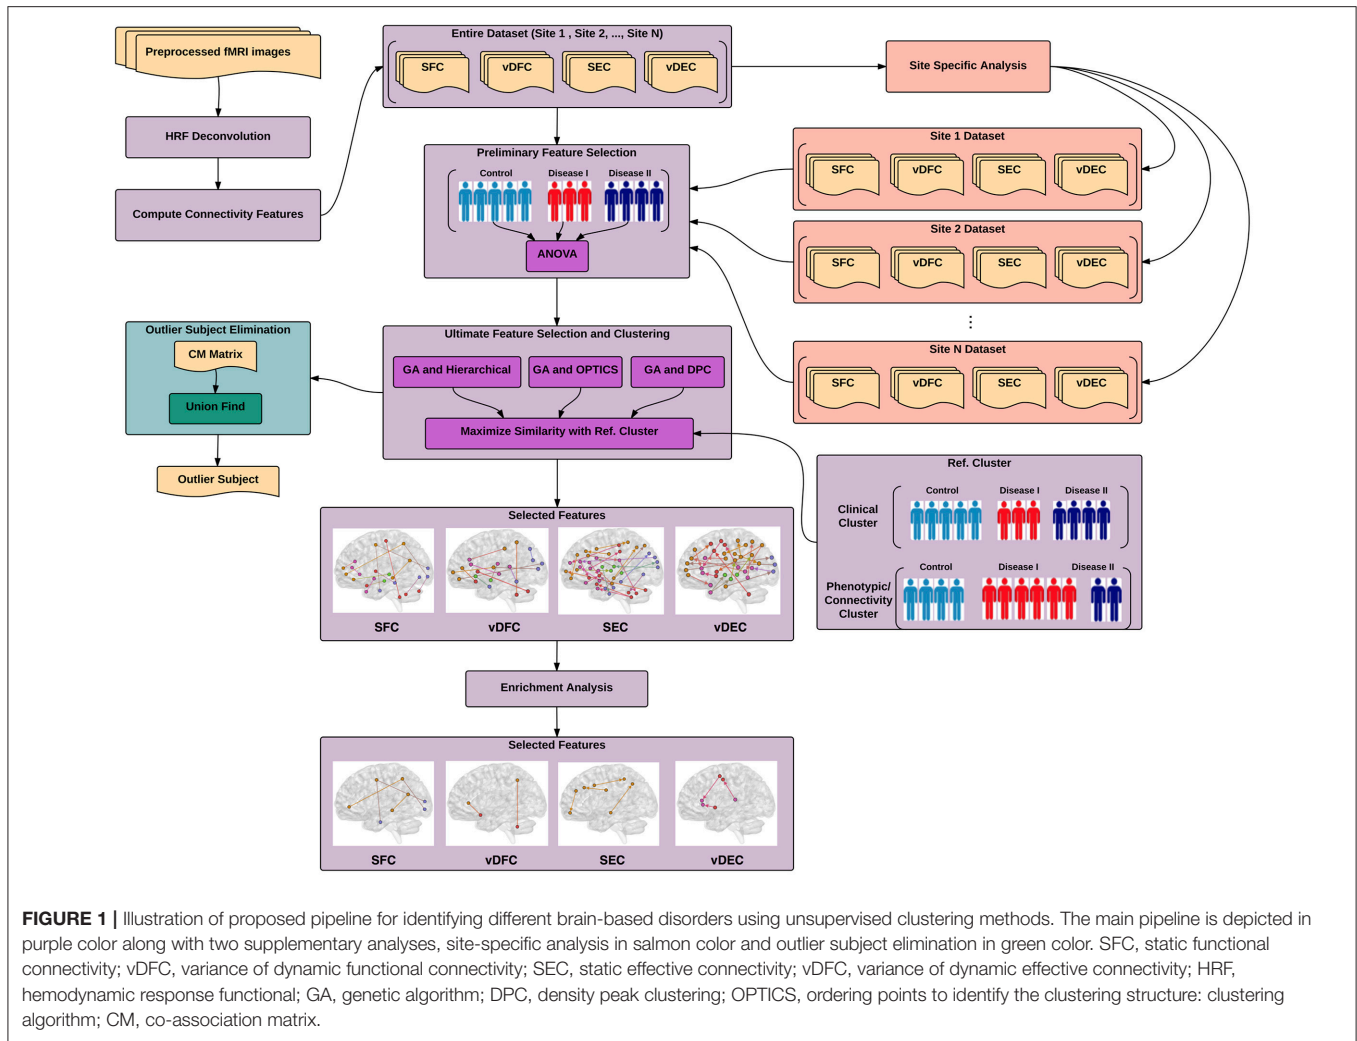 Preprocessed fMRI images
HRF Deconvolution
Compute Connectivity Features
Entire Dataset (Site 1 , Site 2, ..., Site N)
SFC
vDFC
SEC
vDEC
Site Specific Analysis
Preliminary Feature Selection
Control
Disease I
Disease II
ANOVA
Site 1 Dataset
SFC
vDFC
SEC
vDEC
Site 2 Dataset
SFC
vDFC
SEC
vDEC
...
Site N Dataset
SFC
vDFC
SEC
vDEC
Outlier Subject Elimination
CM Matrix
Union Find
Outlier Subject
Ultimate Feature Selection and Clustering
GA and Hierarchical
GA and OPTICS
GA and DPC
Maximize Similarity with Ref. Cluster
Ref. Cluster
Control
Disease I
Disease II
Clinical
Cluster
Control
Disease I
Disease II
Phenotypic/
Connectivity
Cluster
Selected Features
SFC
vDFC
SEC
vDEC
Enrichment Analysis
Selected Features
SFC
vDFC
SEC
vDEC
FIGURE 1 | Illustration of proposed pipeline for identifying different brain-based disorders using unsupervised clustering methods. The main pipeline is depicted in
purple color along with two supplementary analyses, site-specific analysis in salmon color and outlier subject elimination in green color. SFC, static functional
connectivity; vDFC, variance of dynamic functional connectivity; SEC, static effective connectivity; vDFC, variance of dynamic effective connectivity; HRF,
hemodynamic response functional; GA, genetic algorithm; DPC, density peak clustering; OPTICS, ordering points to identify the clustering structure: clustering
algorithm; CM, co-association matrix.